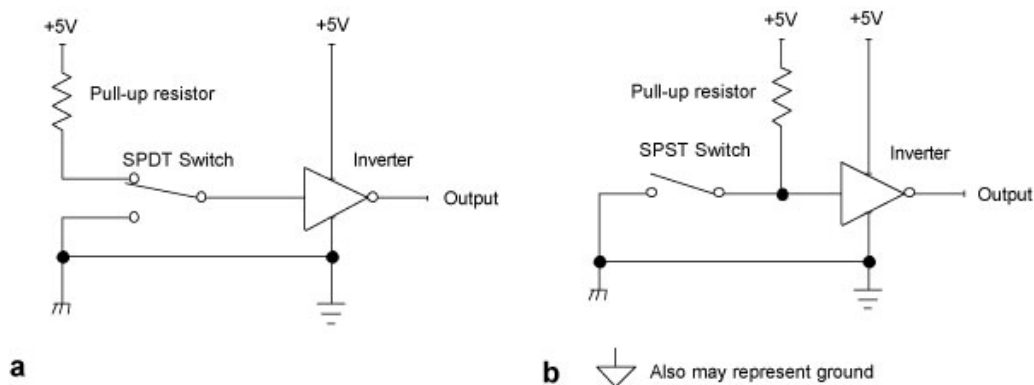 +5V
+5V
Pull-up resistor
SPDT Switch
Inverter
Output
a
+5V
+5V
Pull-up resistor
SPST Switch
Inverter
Output
b
Also may represent ground